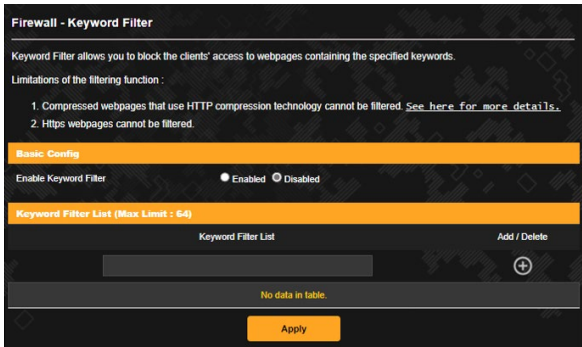 Firewall - Keyword Filter
Keyword Filter allows you to block the clients' access to webpages containing the specified keywords.
Limitations of the filtering function :
1. Compressed webpages that use HTTP compression technology cannot be filtered. See here for more details.
2. Https webpages cannot be filtered.
Basic Config
Enable Keyword Filter Enabled Disabled
Keyword Filter List (Max Limit : 64)
Keyword Filter List Add / Delete
No data in table.
Apply